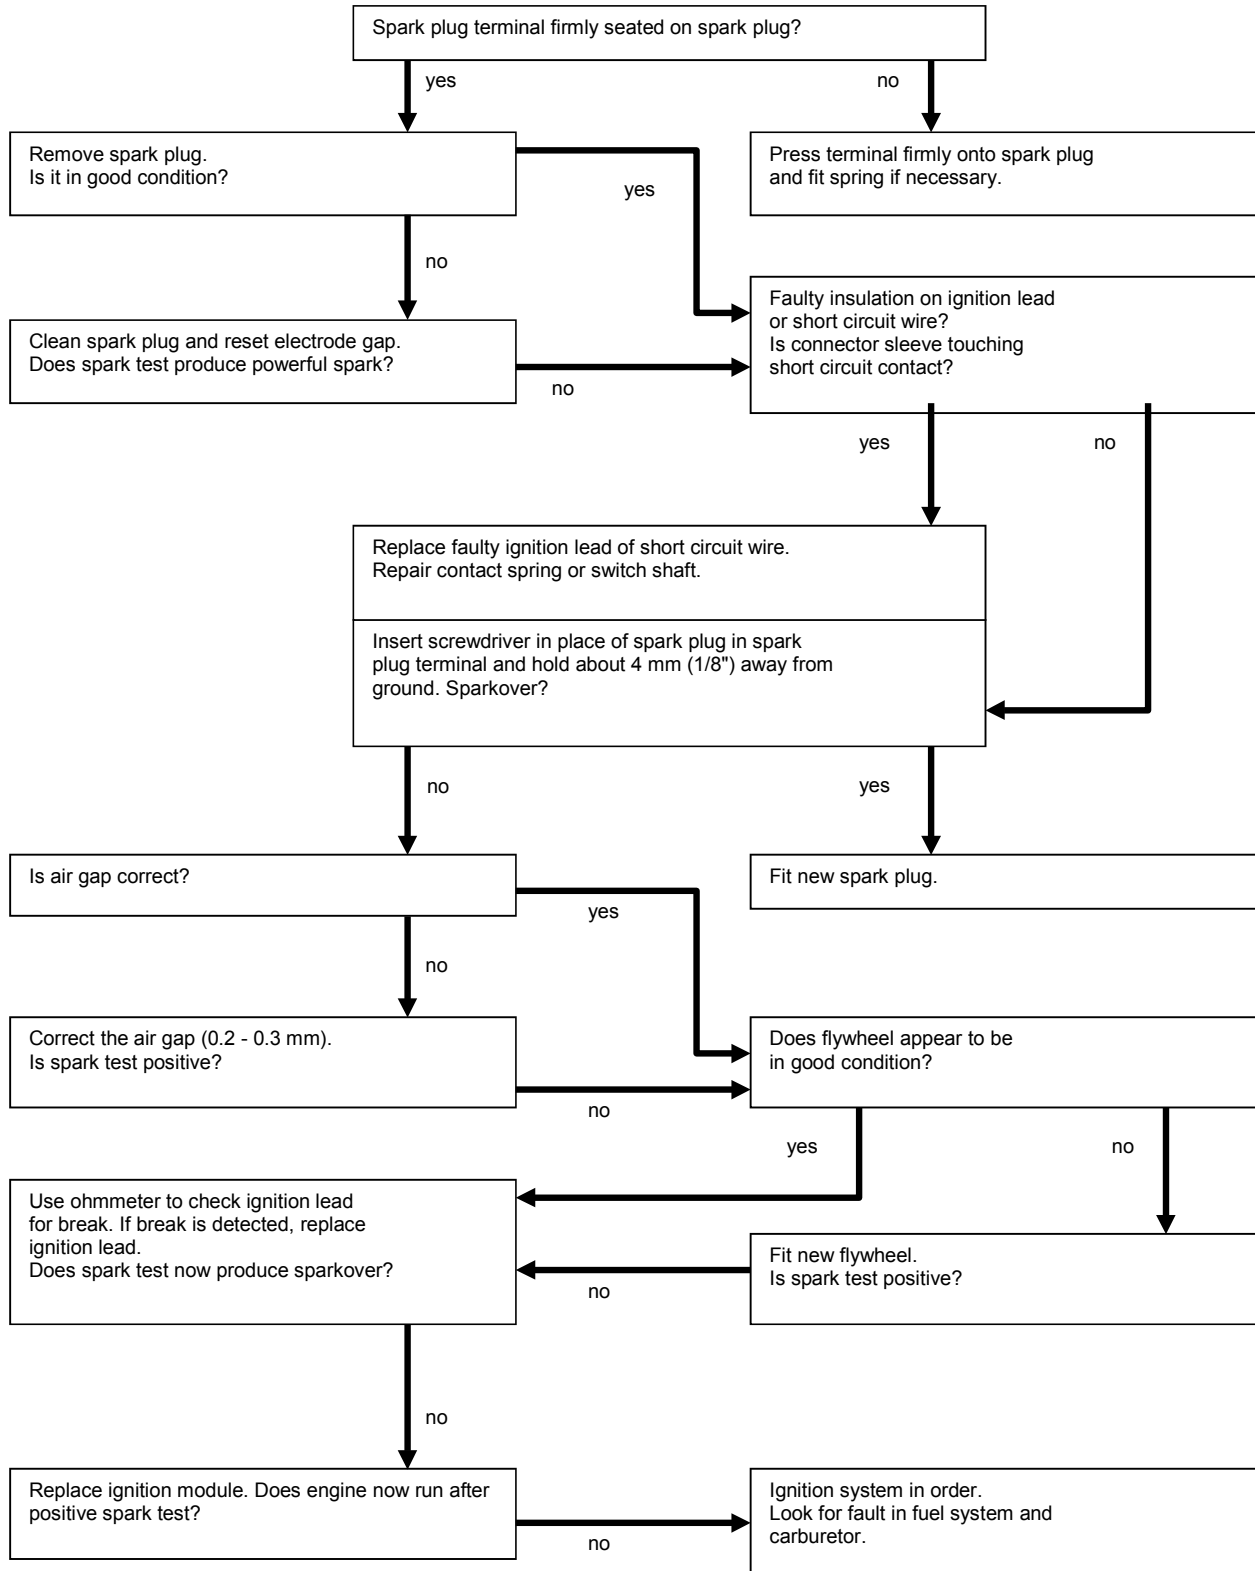 Spark plug terminal firmly seated on spark plug?
yes
no
Remove spark plug.
Is it in good condition?
yes
Press terminal firmly onto spark plug
and fit spring if necessary.
no
Faulty insulation on ignition lead
or short circuit wire?
Is connector sleeve touching
short circuit contact?
Clean spark plug and reset electrode gap.
Does spark test produce powerful spark?
no
yes
no
Replace faulty ignition lead of short circuit wire.
Repair contact spring or switch shaft.
Insert screwdriver in place of spark plug in spark
plug terminal and hold about 4 mm (1/8") away from
ground. Sparkover?
no
yes
Is air gap correct?
yes
Fit new spark plug.
no
Correct the air gap (0.2 - 0.3 mm).
Is spark test positive?
no
Does flywheel appear to be
in good condition?
yes
no
Use ohmmeter to check ignition lead
for break. If break is detected, replace
ignition lead.
Does spark test now produce sparkover?
no
Fit new flywheel.
Is spark test positive?
no
Replace ignition module. Does engine now run after
positive spark test?
no
Ignition system in order.
Look for fault in fuel system and
carburetor.